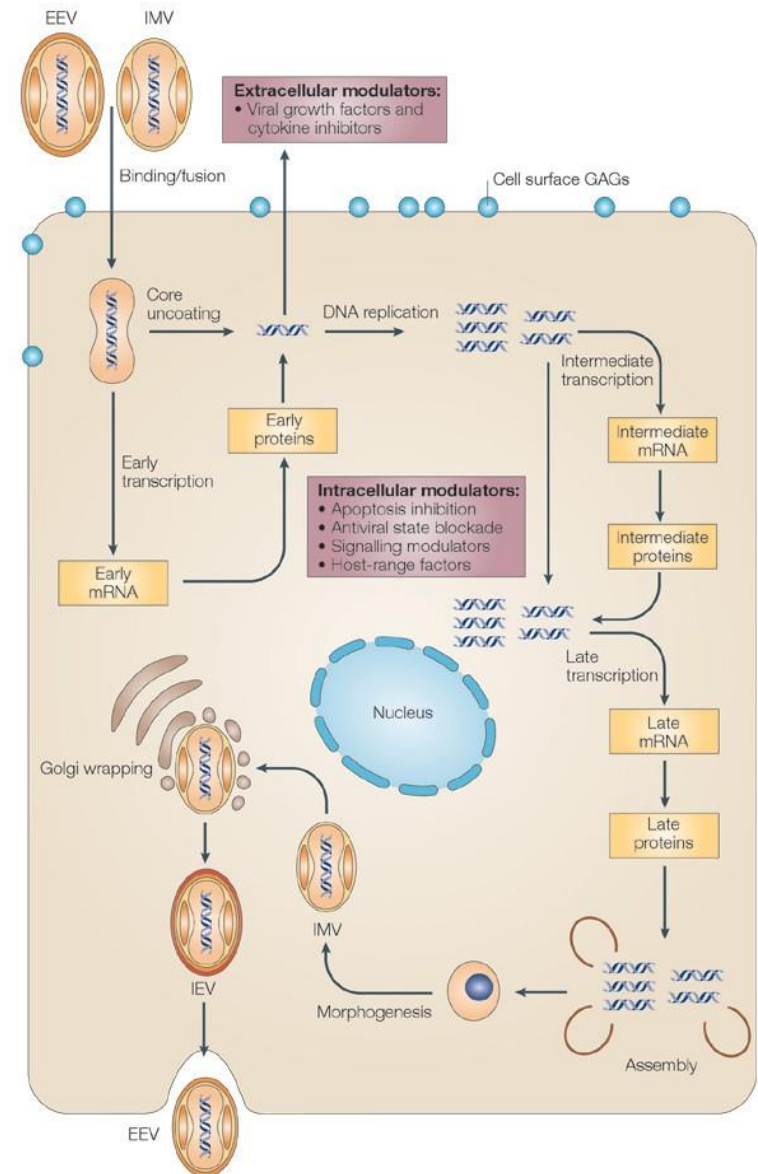 EEV
IMV
Extracellular modulators:
• Viral growth factors and
cytokine inhibitors
Binding/fusion
Cell surface GAGs
Core
uncoating
DNA replication
Intermediate
transcription
Early
proteins
Intermediate
mRNA
Early
transcription
Intracellular modulators:
• Apoptosis inhibition
• Antiviral state blockade
• Signalling modulators
• Host-range factors
Intermediate
proteins
Early
mRNA
Late
transcription
Nucleus
Late
mRNA
Golgi wrapping
Late
proteins
IMV
IEV
Morphogenesis
Assembly
EEV